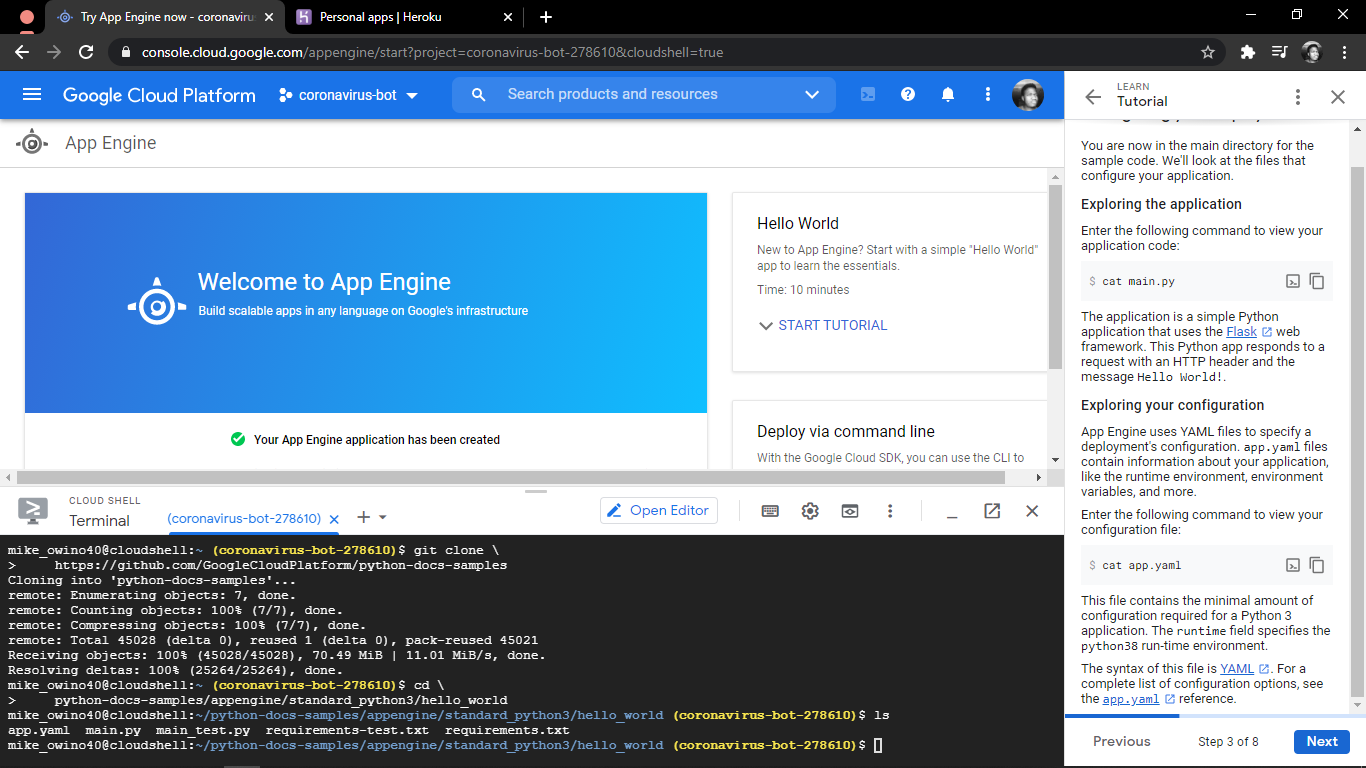 Try App Engine now - coronaviru
Personal apps | Heroku
console.cloud.google.com/appengine/start?project=coronavirus-bot-278610&cloudshell=true
Google Cloud Platform
coronavirus-bot
Search products and resources
App Engine
Welcome to App Engine
Build scalable apps in any language on Google's infrastructure
Your App Engine application has been created
Hello World
New to App Engine? Start with a simple "Hello World"
app to learn the essentials.
Time: 10 minutes
START TUTORIAL
Deploy via command line
With the Google Cloud SDK, you can use the CLI to
CLOUD SHELL
Terminal
(coronavirus-bot-278610)
Open Editor
mike_owino40@cloudshell:~ (coronavirus-bot-278610)$ git clone \
>     https://github.com/GoogleCloudPlatform/python-docs-samples
Cloning into 'python-docs-samples'...
remote: Enumerating objects: 7, done.
remote: Counting objects: 100% (7/7), done.
remote: Compressing objects: 100% (7/7), done.
remote: Total 45028 (delta 0), reused 1 (delta 0), pack-reused 45021
Receiving objects: 100% (45028/45028), 70.49 MiB | 11.01 MiB/s, done.
Resolving deltas: 100% (25264/25264), done.
mike_owino40@cloudshell:~ (coronavirus-bot-278610)$ cd \
>     python-docs-samples/appengine/standard_python3/hello_world
mike_owino40@cloudshell:~/python-docs-samples/appengine/standard_python3/hello_world (coronavirus-bot-278610)$ ls
app.yaml  main.py  main_test.py  requirements-test.txt  requirements.txt
mike_owino40@cloudshell:~/python-docs-samples/appengine/standard_python3/hello_world (coronavirus-bot-278610)$
LEARN
Tutorial
You are now in the main directory for the
sample code. We'll look at the files that
configure your application.
Exploring the application
Enter the following command to view your
application code:
$ cat main.py
The application is a simple Python
application that uses the Flask web
framework. This Python app responds to a
request with an HTTP header and the
message Hello World!.
Exploring your configuration
App Engine uses YAML files to specify a
deployment's configuration. app.yaml files
contain information about your application,
like the runtime environment, environment
variables, and more.
Enter the following command to view your
configuration file:
$ cat app.yaml
This file contains the minimal amount of
configuration required for a Python 3
application. The runtime field specifies the
python38 run-time environment.
The syntax of this file is YAML. For a
complete list of configuration options, see
the app.yaml reference.
Previous
Step 3 of 8
Next